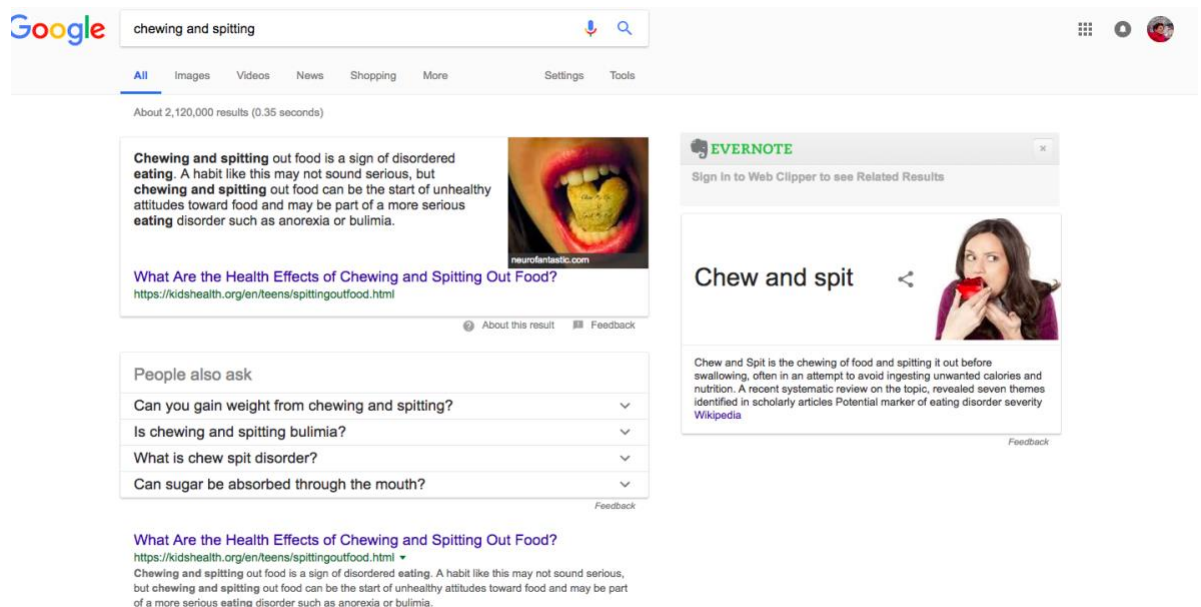 Google
chewing and spitting
All Images Videos News Shopping More Settings Tools
About 2,120,000 results (0.35 seconds)
Chewing and spitting out food is a sign of disordered
eating. A habit like this may not sound serious, but
chewing and spitting out food can be the start of unhealthy
attitudes toward food and may be part of a more serious
eating disorder such as anorexia or bulimia.
neurofantastic.com
What Are the Health Effects of Chewing and Spitting Out Food?
https://kidshealth.org/en/teens/spittingoutfood.html
About this result Feedback
People also ask
Can you gain weight from chewing and spitting?
Is chewing and spitting bulimia?
What is chew spit disorder?
Can sugar be absorbed through the mouth?
Feedback
What Are the Health Effects of Chewing and Spitting Out Food?
https://kidshealth.org/en/teens/spittingoutfood.html
Chewing and spitting out food is a sign of disordered eating. A habit like this may not sound serious,
but chewing and spitting out food can be the start of unhealthy attitudes toward food and may be part
of a more serious eating disorder such as anorexia or bulimia.
EVERNOTE
Sign in to Web Clipper to see Related Results
Chew and spit
Chew and Spit is the chewing of food and spitting it out before
swallowing, often in an attempt to avoid ingesting unwanted calories and
nutrition. A recent systematic review on the topic, revealed seven themes
identified in scholarly articles Potential marker of eating disorder severity
Wikipedia
Feedback